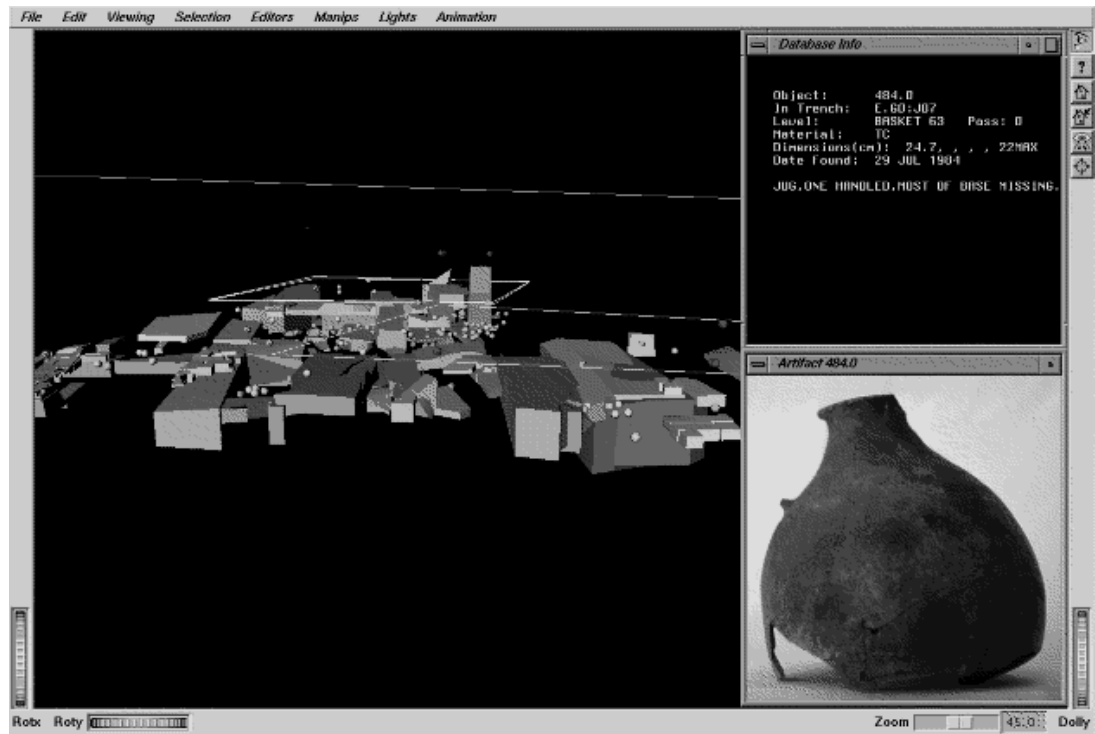 File Edit Viewing Selection Editors Manips Lights Animation
Database Info
Object: 484.0
In Trench: E.60:J07
Level: BASKET 63 Pass: 0
Material: TC
Dimensions(cm): 24.7, , , , 22MAX
Date found: 29 JUL 1984
JUG,ONE HANDLED,MOST OF BASE MISSING.
Artifact 484.0
?
Rotx Roty Zoom 45.0 Dolly